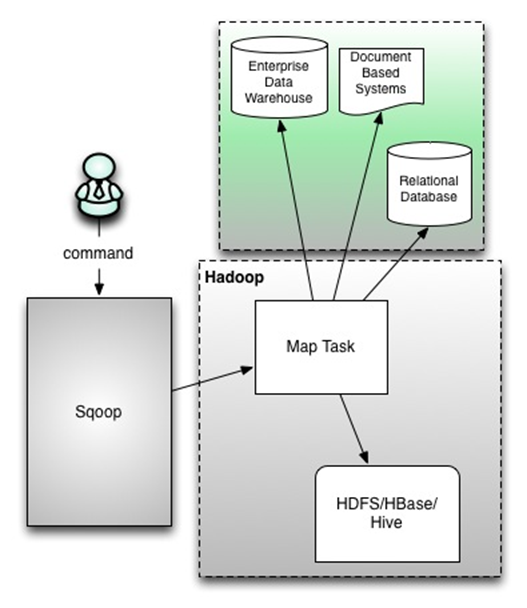 Enterprise
Data
Warehouse
Document
Based
Systems
Relational
Database
command
Hadoop
Map Task
Sqoop
HDFS/HBase/
Hive